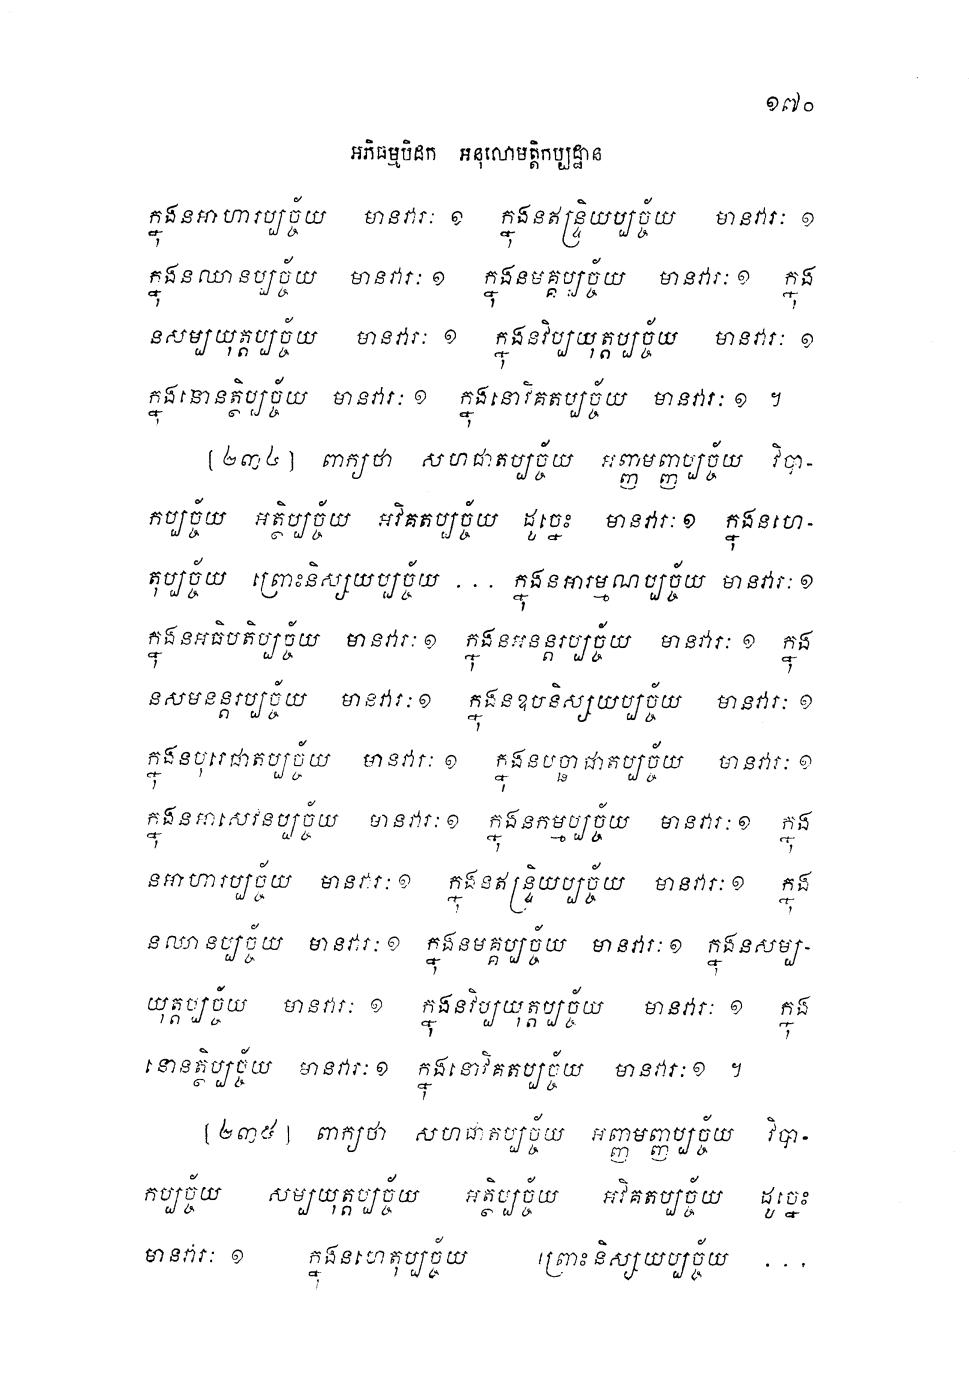 ១៧០
អភិធម្មបិដក អនុលោមត្តិកប្បដ្ឋាន
ក្នុងនអាហារប្បច្ច័យ មានវារៈ ១ ក្នុងនឥន្ទ្រិយប្បច្ច័យ មានវារៈ ១
ក្នុងនឈានប្បច្ច័យ មានវារៈ ១ ក្នុងនមគ្គប្បច្ច័យ មានវារៈ ១ ក្នុង
នសម្បយុត្តប្បច្ច័យ មានវារៈ ១ ក្នុងនវិប្បយុត្តប្បច្ច័យ មានវារៈ ១
ក្នុងនោនត្ថិប្បច្ច័យ មានវារៈ ១ ក្នុងនោវិគតប្បច្ច័យ មានវារៈ ១ ។
[២៣៤] ពាក្យថា សហជាតប្បច្ច័យ អញ្ញាមញ្ញប្បច្ច័យ វិបា-
កប្បច្ច័យ អត្ថិប្បច្ច័យ អវិគតប្បច្ច័យ ដូច្នេះ មានវារៈ ១ ក្នុងនហេ-
តុប្បច្ច័យ ព្រោះនិស្សយប្បច្ច័យ ... ក្នុងនអារម្មណប្បច្ច័យ មានវារៈ ១
ក្នុងនអធិបតិប្បច្ច័យ មានវារៈ ១ ក្នុងនអនន្តរប្បច្ច័យ មានវារៈ ១ ក្នុង
នសមនន្តរប្បច្ច័យ មានវារៈ ១ ក្នុងនឧបនិស្សយប្បច្ច័យ មានវារៈ ១
ក្នុងនបុរេជាតប្បច្ច័យ មានវារៈ ១ ក្នុងនបច្ឆាជាតប្បច្ច័យ មានវារៈ ១
ក្នុងនអាសេវនប្បច្ច័យ មានវារៈ ១ ក្នុងនកម្មប្បច្ច័យ មានវារៈ ១ ក្នុង
នអាហារប្បច្ច័យ មានវារៈ ១ ក្នុងនឥន្ទ្រិយប្បច្ច័យ មានវារៈ ១ ក្នុង
នឈានប្បច្ច័យ មានវារៈ ១ ក្នុងនមគ្គប្បច្ច័យ មានវារៈ ១ ក្នុងនសម្ប-
យុត្តប្បច្ច័យ មានវារៈ ១ ក្នុងនវិប្បយុត្តប្បច្ច័យ មានវារៈ ១ ក្នុង
នោនត្ថិប្បច្ច័យ មានវារៈ ១ ក្នុងនោវិគតប្បច្ច័យ មានវារៈ ១ ។
[២៣៥] ពាក្យថា សហជាតប្បច្ច័យ អញ្ញាមញ្ញប្បច្ច័យ វិបា-
កប្បច្ច័យ សម្បយុត្តប្បច្ច័យ អត្ថិប្បច្ច័យ អវិគតប្បច្ច័យ ដូច្នេះ
មានវារៈ ១ ក្នុងនហេតុប្បច្ច័យ ព្រោះនិស្សយប្បច្ច័យ ...